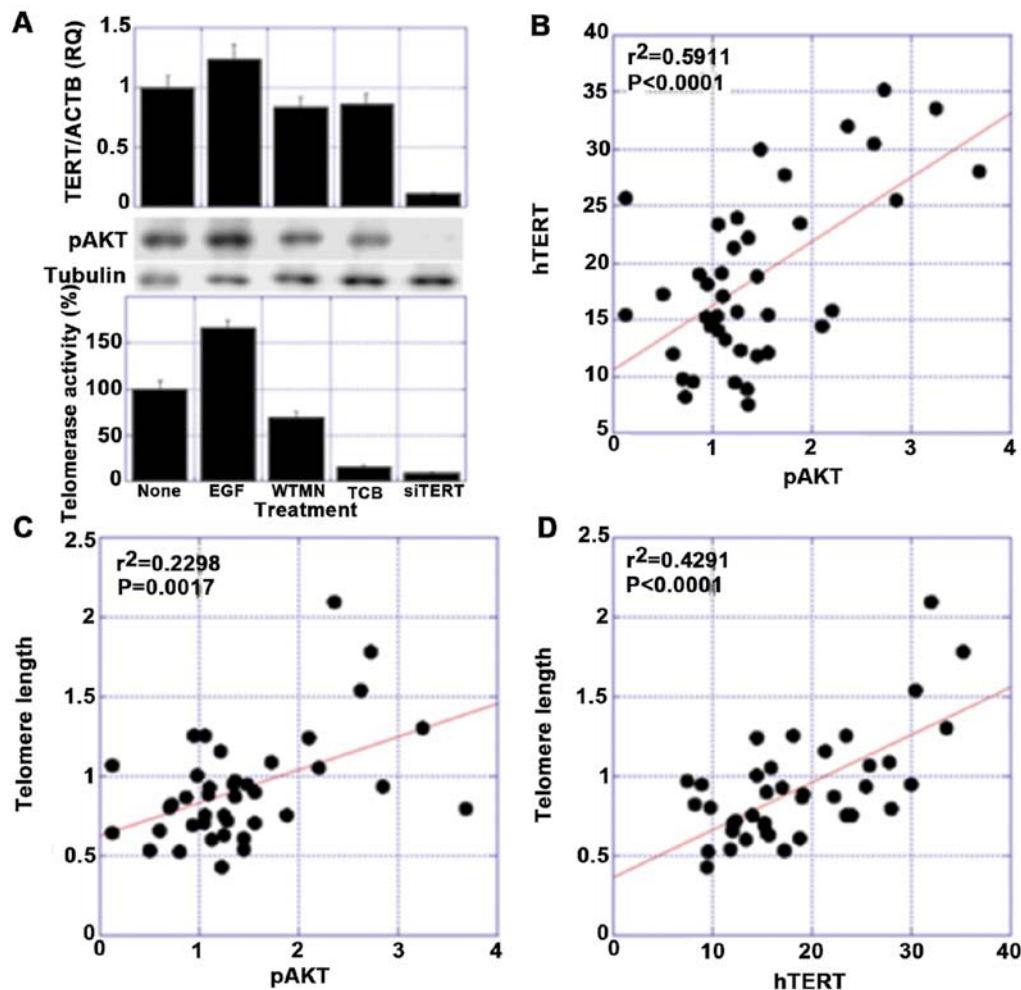 A
TERT/ACTB (RQ)
1.5
1
0.5
0
pAKT
Tubulin
Telomerase activity (%)
150
100
50
0
None EGF WTMN TCB siTERT
Treatment
B
hTERT
40
35
30
25
20
15
10
5
r²=0.5911
P<0.0001
0 1 2 3 4
pAKT
C
Telomere length
2.5
2
1.5
1
0.5
0
r²=0.2298
P=0.0017
0 1 2 3 4
pAKT
D
Telomere length
2.5
2
1.5
1
0.5
0
r²=0.4291
P<0.0001
0 10 20 30 40
hTERT